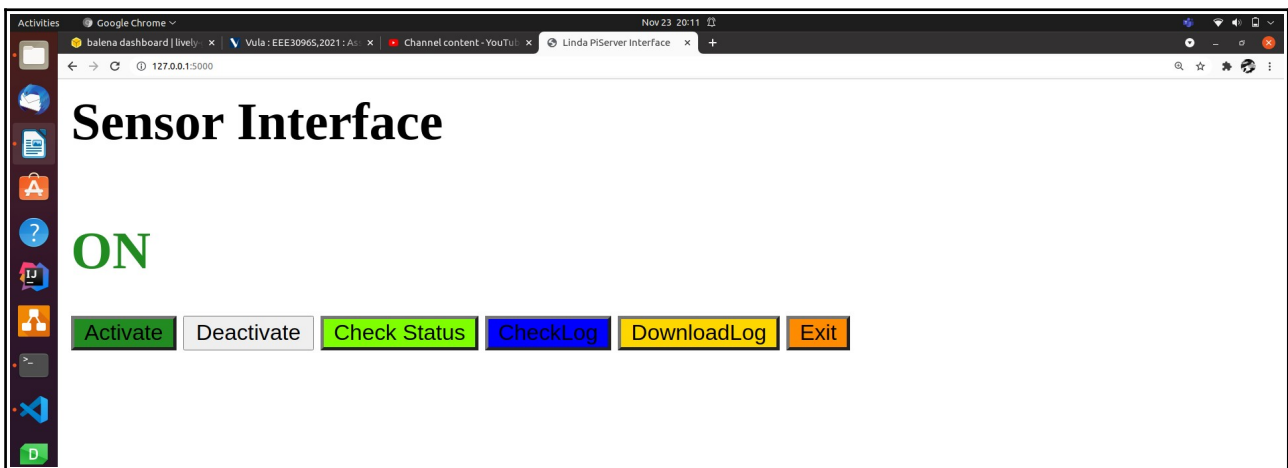 Activities Google Chrome Nov 23 20:11
balena dashboard | lively- Vula : EEE3096S,2021 : As Channel content - YouTub Linda PiServer Interface
127.0.0.1:5000
Sensor Interface
ON
Activate Deactivate Check Status CheckLog DownloadLog Exit